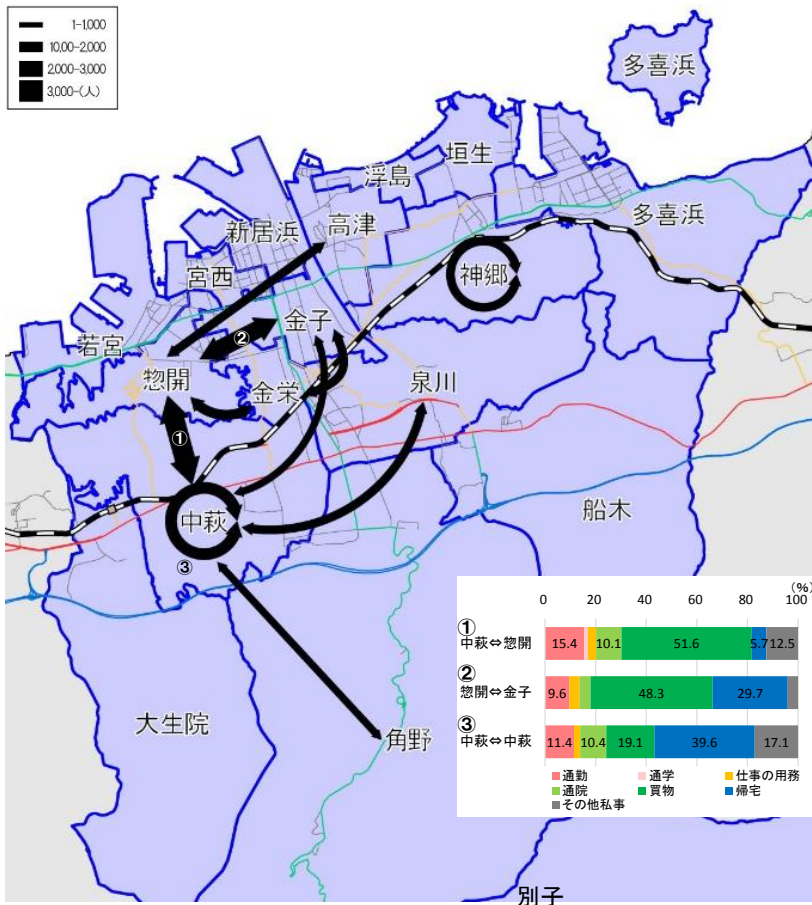 1-1,000
10,00-2,000
2,000-3,000
3,000-(人)
多喜浜
垣生
浮島
多喜浜
高津
新居浜
神郷
宮西
金子
②
若宮
惣開
金栄
泉川
①
中萩
船木
③
大生院
角野
別子
(%)
0 20 40 60 80 100
①
中萩⇔惣開
15.4 10.1 51.6 5.7 12.5
②
惣開⇔金子
9.6 48.3 29.7
③
中萩⇔中萩
11.4 10.4 19.1 39.6 17.1
通勤 通学 仕事の用務
通院 買物 帰宅
その他私事